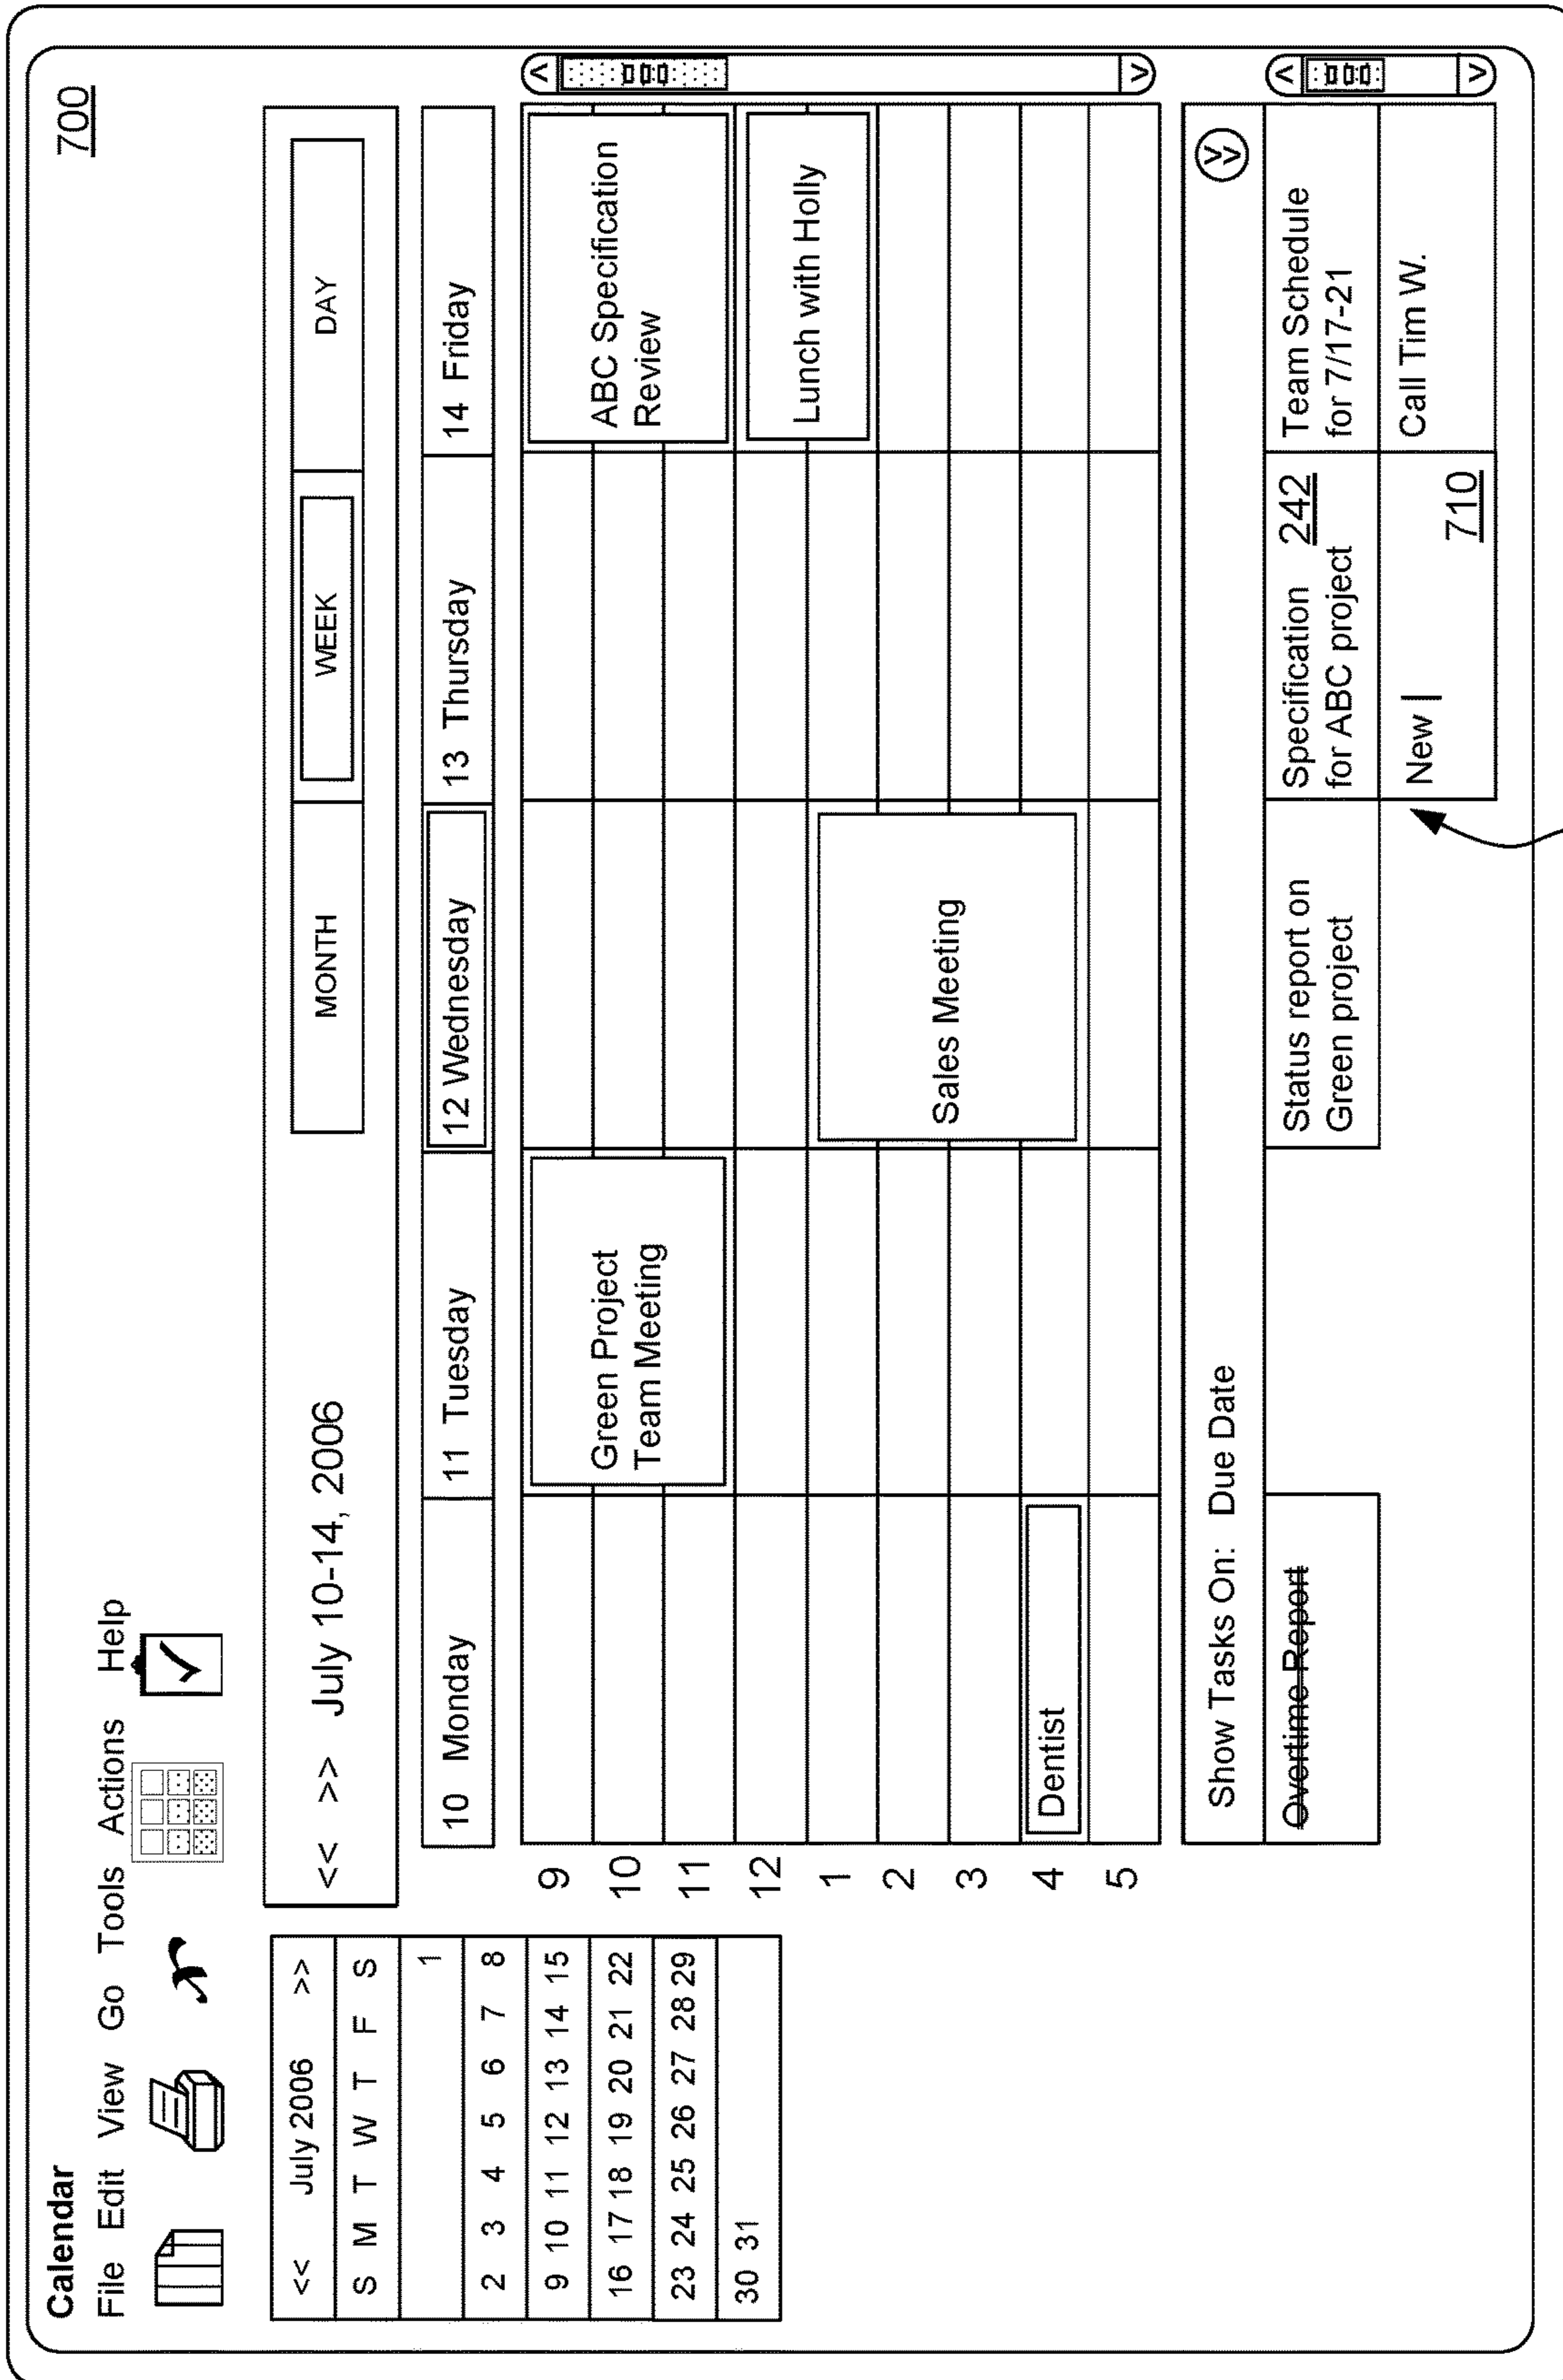 700
Calendar
File Edit View Go Tools Actions Help
<< July 2006 >>
S M T W T F S
1
2 3 4 5 6 7 8
9 10 11 12 13 14 15
16 17 18 19 20 21 22
23 24 25 26 27 28 29
30 31
<< >> July 10-14, 2006
MONTH WEEK DAY
10 Monday 11 Tuesday 12 Wednesday 13 Thursday 14 Friday
9
10
11
12
1
2
3
4
5
Green Project
Team Meeting
ABC Specification
Review
Lunch with Holly
Sales Meeting
Dentist
Show Tasks On: Due Date
Overtime Report
Status report on
Green project
Specification 242
for ABC project
Team Schedule
for 7/17-21
New
710
Call Tim W.